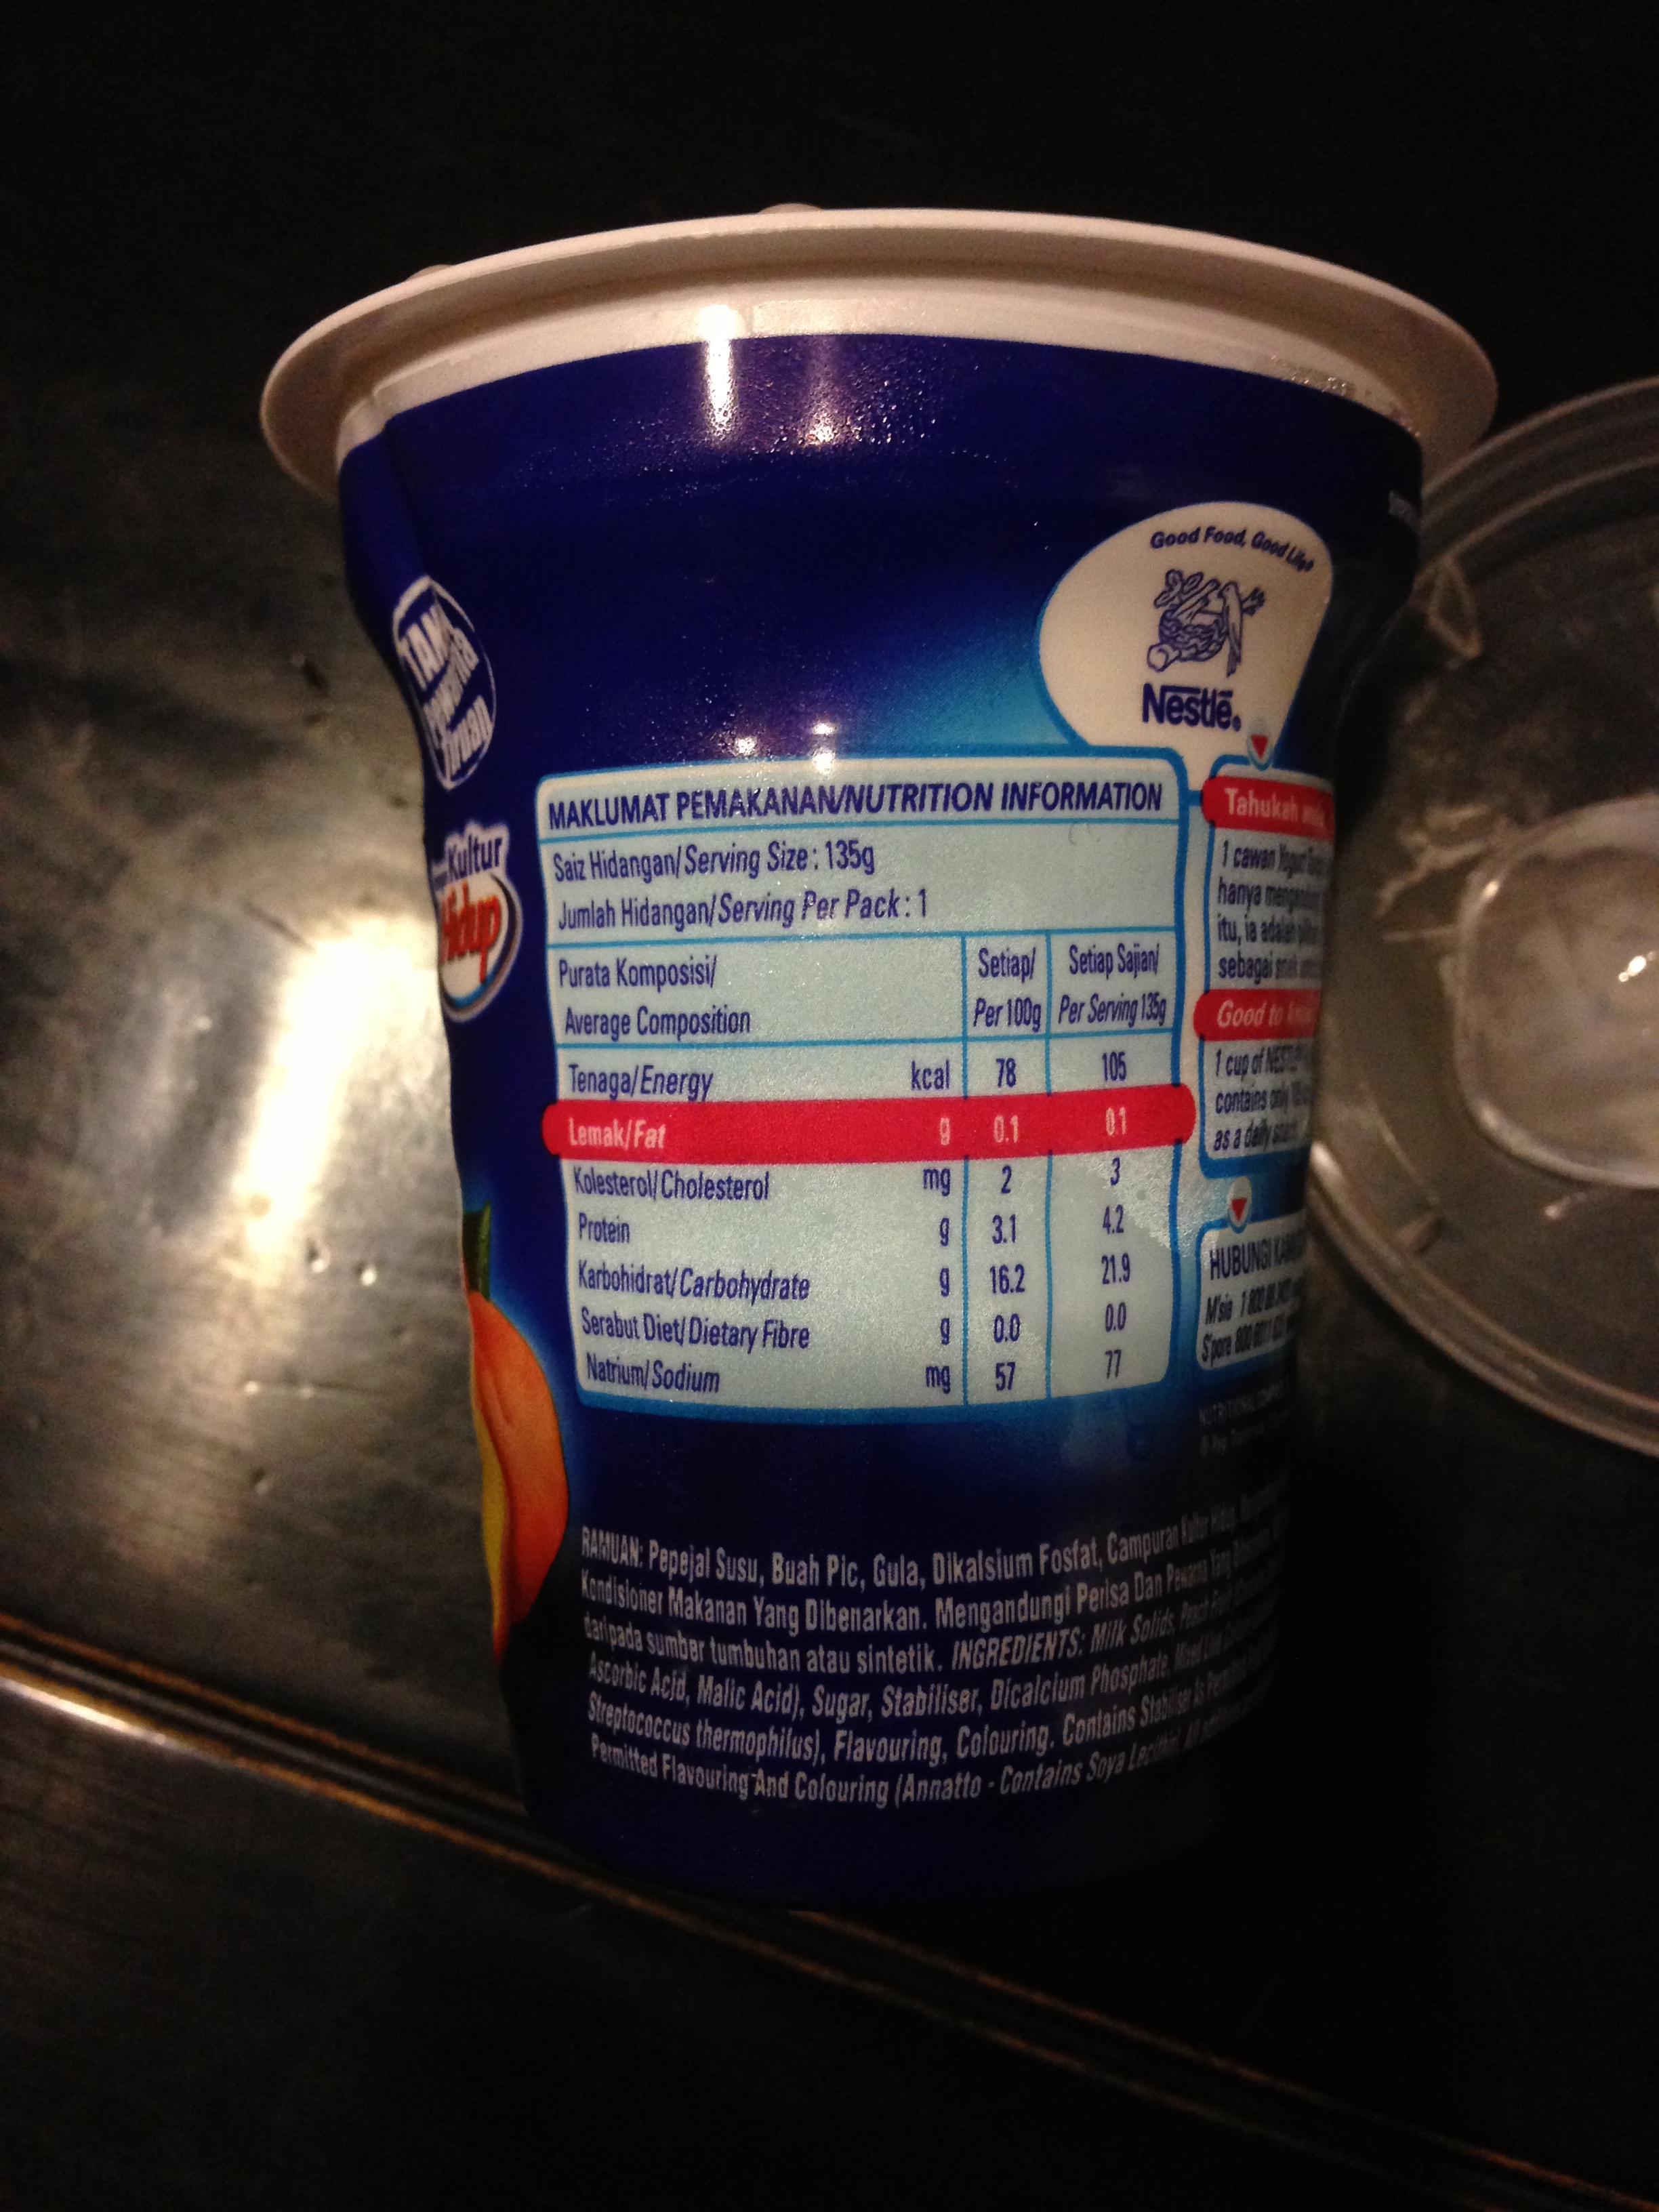 Good Food, Good Life
Nestlé
Kultur
Hidup
MAKLUMAT PEMAKANAN/NUTRITION INFORMATION
Saiz Hidangan/Serving Size : 135g
Jumlah Hidangan/Serving Per Pack : 1
Purata Komposisi/ Setiap/ Setiap Sajian/
Average Composition Per 100g Per Serving 135g
Tenaga/Energy kcal 78 105
Lemak/Fat g 0.1 0.1
Kolesterol/Cholesterol mg 2 3
Protein g 3.1 4.2
Karbohidrat/Carbohydrate g 16.2 21.9
Serabut Diet/Dietary Fibre g 0.0 0.0
Natrium/Sodium mg 57 77
Tahukah
1 cawan
hanya
itu, ia adalah
sebagai
Good to
1 cup of
contains only
as a daily
HUBUNGI
M'sia
S'pore
RAMUAN: Pepejal Susu, Buah Pic, Gula, Dikalsium Fosfat, Campuran Kultur Hidup,
Kondisioner Makanan Yang Dibenarkan. Mengandungi Perisa Dan Pewarna Yang
daripada sumber tumbuhan atau sintetik. INGREDIENTS: Milk Solids, Peach
Ascorbic Acid, Malic Acid), Sugar, Stabiliser, Dicalcium Phosphate,
Streptococcus thermophilus), Flavouring, Colouring. Contains Stabiliser As
Permitted Flavouring And Colouring (Annatto - Contains Soya